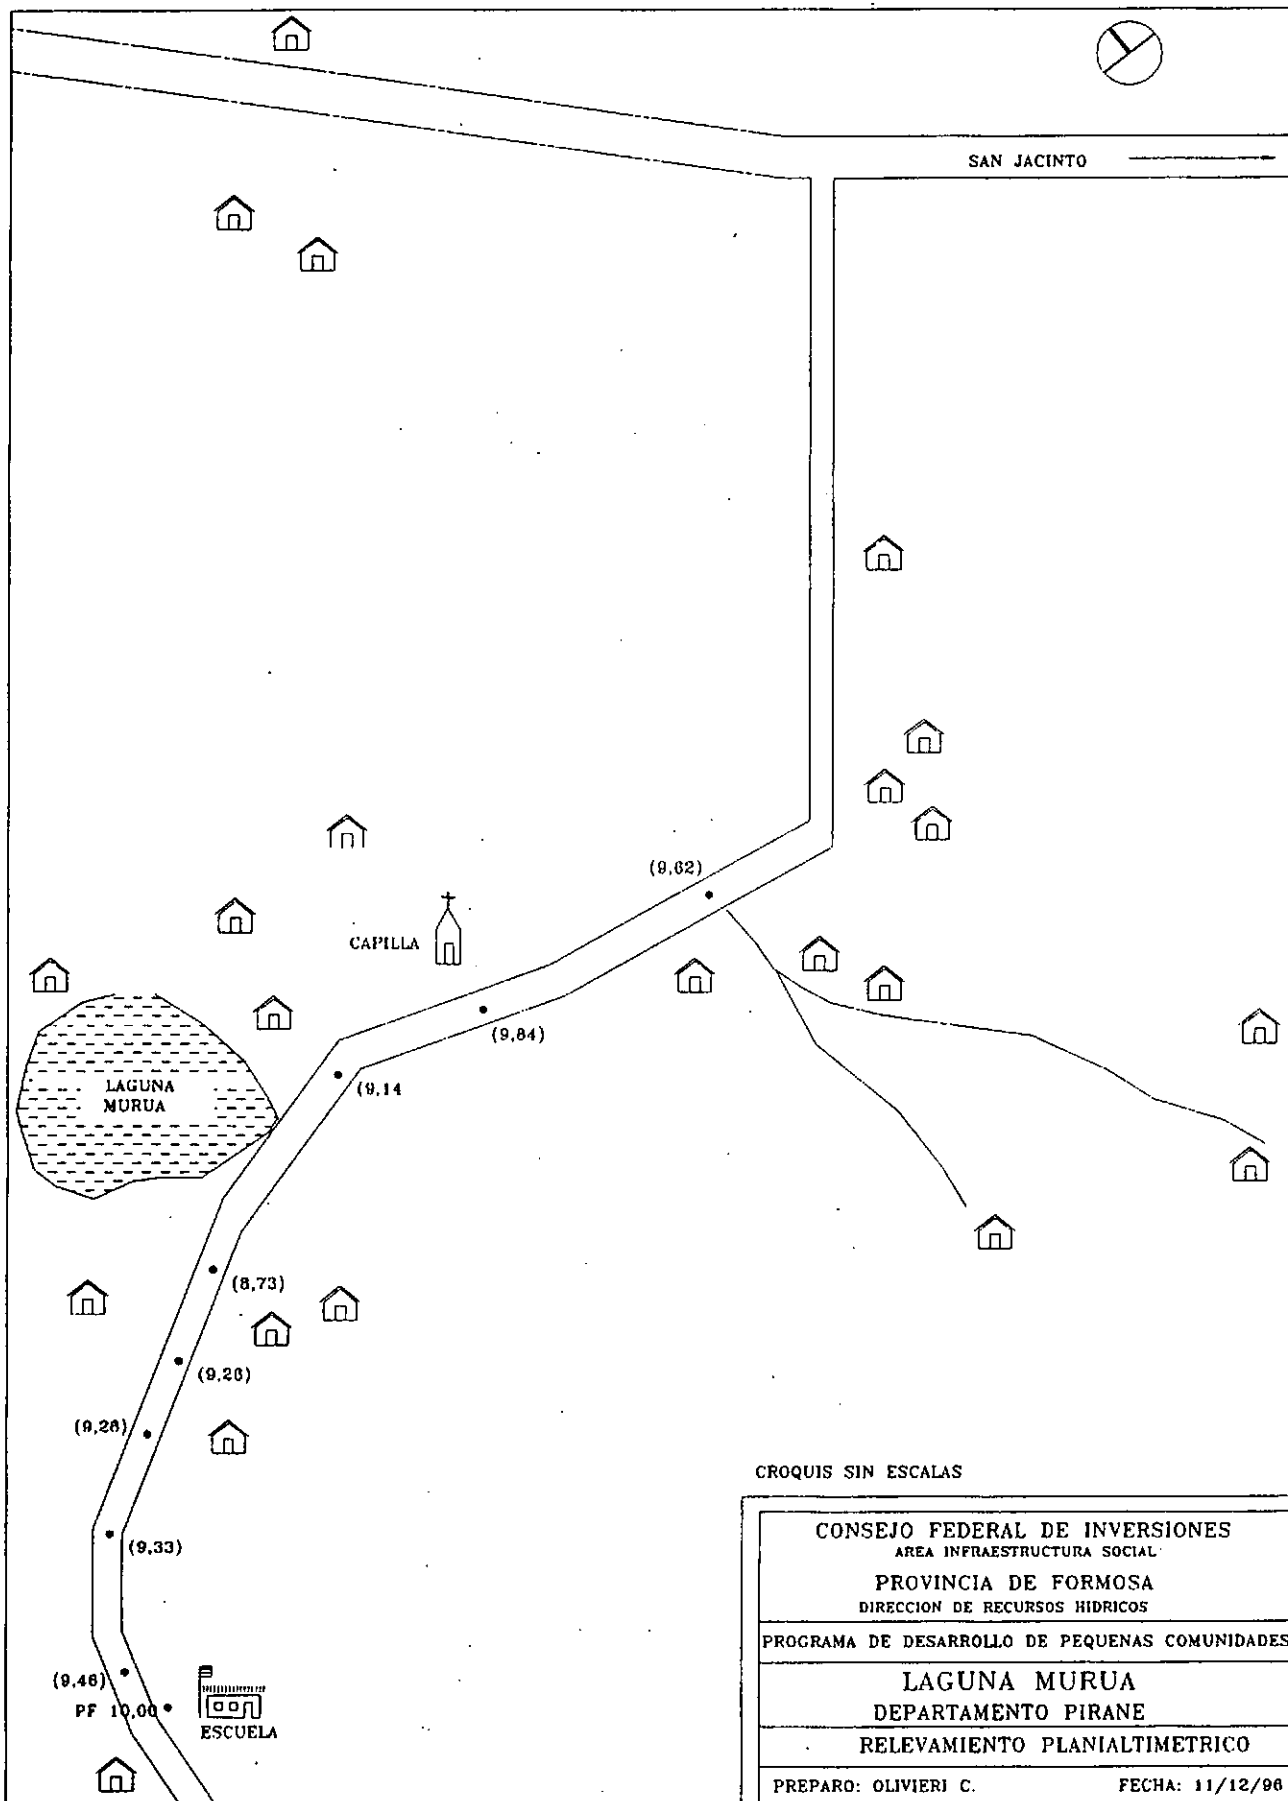 SAN JACINTO
(9,62)
CAPILLA
(9,84)
(9,14
LAGUNA
MURUA
(8,73)
(9,26)
(9,26)
(9,33)
(9,46)
PF 10,00
ESCUELA
CROQUIS SIN ESCALAS
CONSEJO FEDERAL DE INVERSIONES
AREA INFRAESTRUCTURA SOCIAL
PROVINCIA DE FORMOSA
DIRECCION DE RECURSOS HIDRICOS
PROGRAMA DE DESARROLLO DE PEQUENAS COMUNIDADES
LAGUNA MURUA
DEPARTAMENTO PIRANE
RELEVAMIENTO PLANIALTIMETRICO
PREPARO: OLIVIERI C. FECHA: 11/12/96